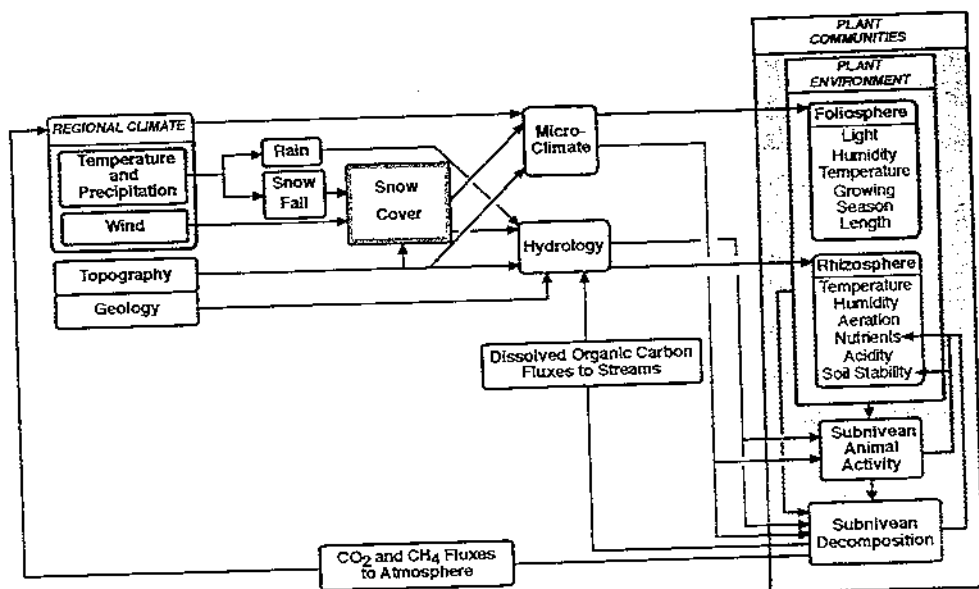 PLANT
COMMUNITIES
PLANT
ENVIRONMENT
REGIONAL CLIMATE
Temperature
and
Precipitation
Wind
Topography
Geology
Rain
Snow
Fall
Snow
Cover
Micro-
Climate
Hydrology
Foliosphere
Light
Humidity
Temperature
Growing
Season
Length
Rhizosphere
Temperature
Humidity
Aeration
Nutrients
Acidity
Soil Stability
Dissolved Organic Carbon
Fluxes to Streams
Subnivean
Animal
Activity
Subnivean
Decomposition
CO2 and CH4 Fluxes
to Atmosphere